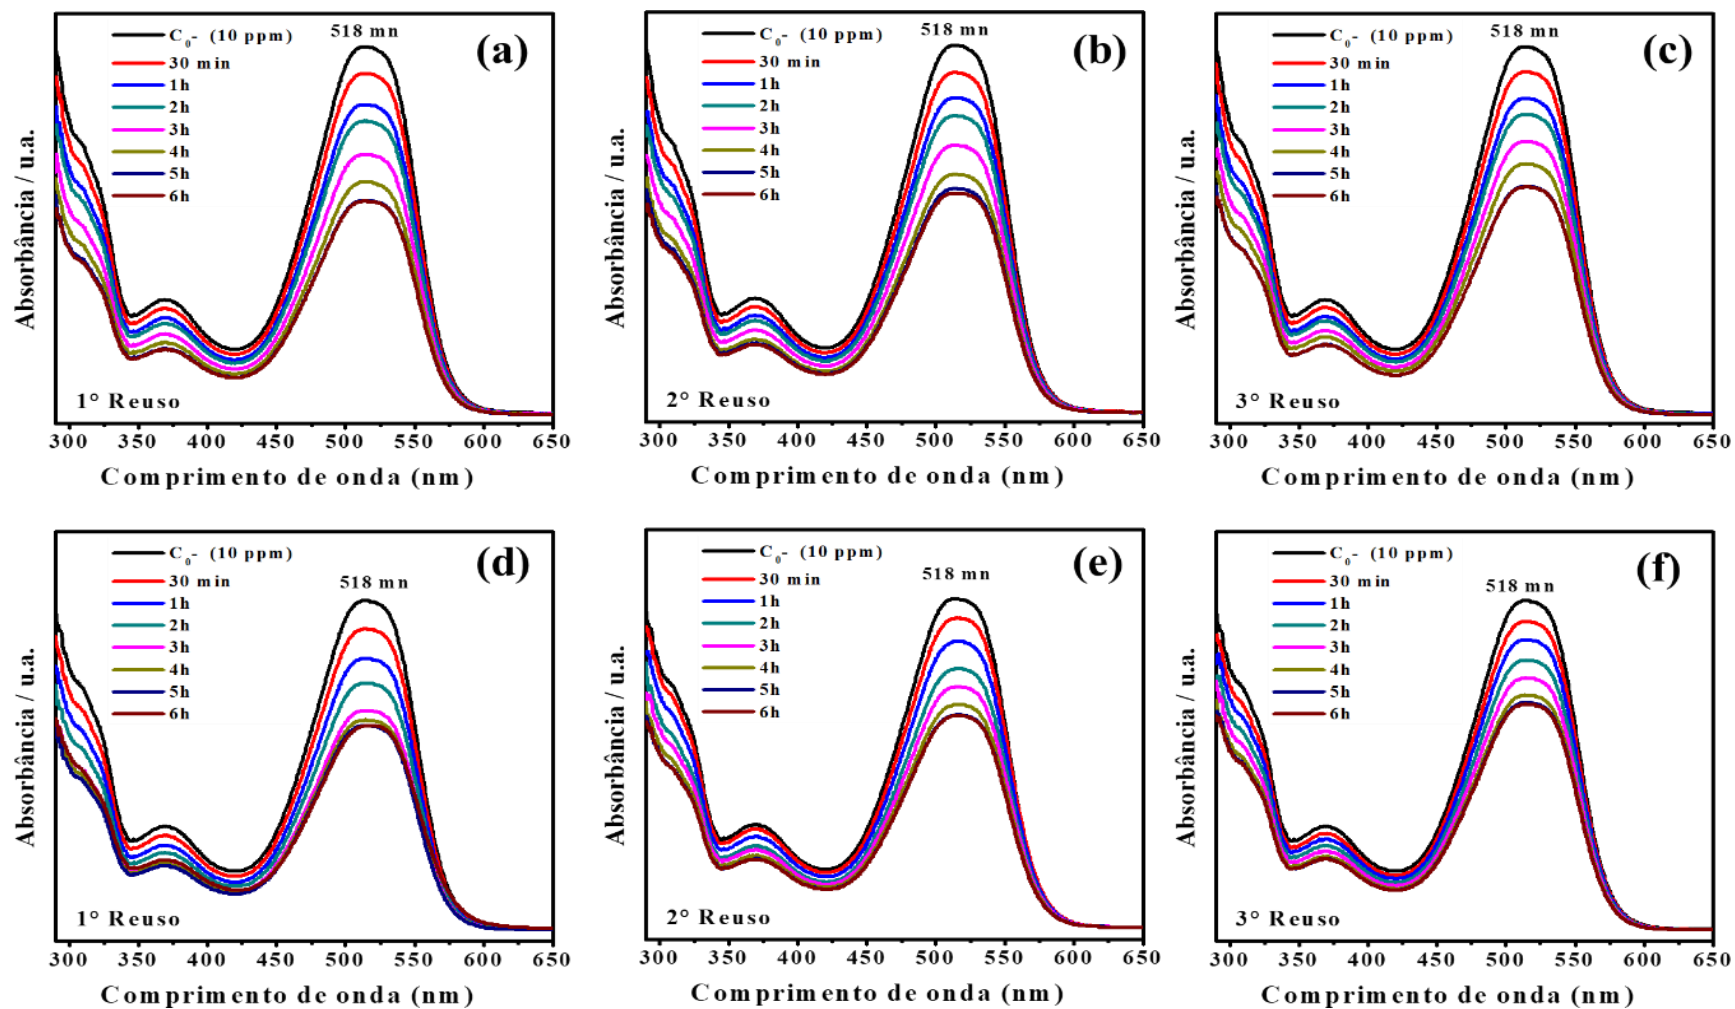 C0- (10 ppm)
30 min
1h
2h
3h
4h
5h
6h
518 mn
(a)
Absorbância / u.a.
1° Reuso
300 350 400 450 500 550 600 650
Comprimento de onda (nm)
C0- (10 ppm)
30 min
1h
2h
3h
4h
5h
6h
518 mn
(b)
Absorbância / u.a.
2° Reuso
300 350 400 450 500 550 600 650
Comprimento de onda (nm)
C0- (10 ppm)
30 min
1h
2h
3h
4h
5h
6h
518 mn
(c)
Absorbância / u.a.
3° Reuso
300 350 400 450 500 550 600 650
Comprimento de onda (nm)
C0- (10 ppm)
30 min
1h
2h
3h
4h
5h
6h
518 mn
(d)
Absorbância / u.a.
1° Reuso
300 350 400 450 500 550 600 650
Comprimento de onda (nm)
C0- (10 ppm)
30 min
1h
2h
3h
4h
5h
6h
518 mn
(e)
Absorbância / u.a.
2° Reuso
300 350 400 450 500 550 600 650
Comprimento de onda (nm)
C0- (10 ppm)
30 min
1h
2h
3h
4h
5h
6h
518 mn
(f)
Absorbância / u.a.
3° Reuso
300 350 400 450 500 550 600 650
Comprimento de onda (nm)